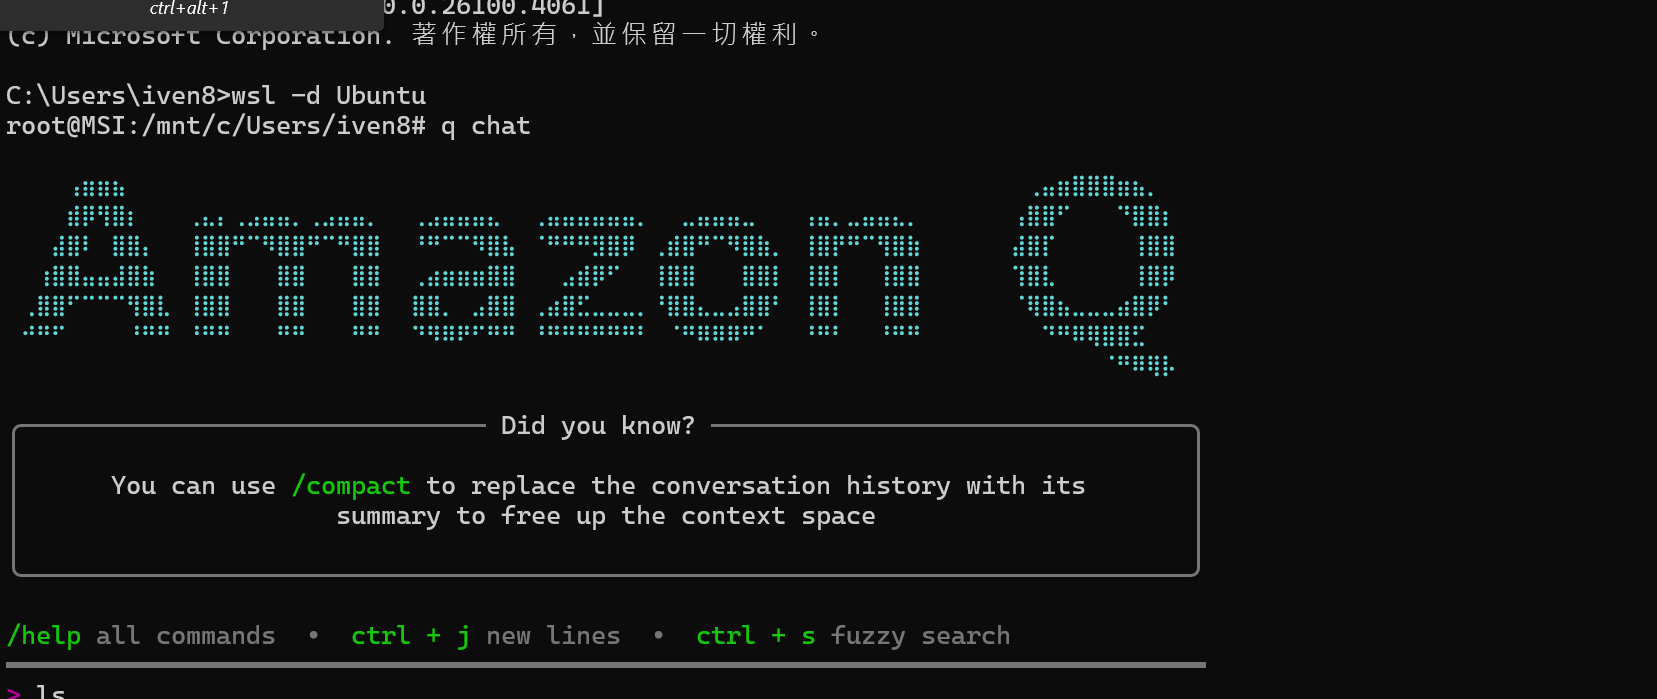 ctrl+alt+1
0.0.26100.4061]
(c) Microsoft Corporation. 著作權所有，並保留一切權利。
C:\Users\iven8>wsl -d Ubuntu
root@MSI:/mnt/c/Users/iven8# q chat
Amazon Q
Did you know?
You can use /compact to replace the conversation history with its
summary to free up the context space
/help all commands • ctrl + j new lines • ctrl + s fuzzy search
> ls